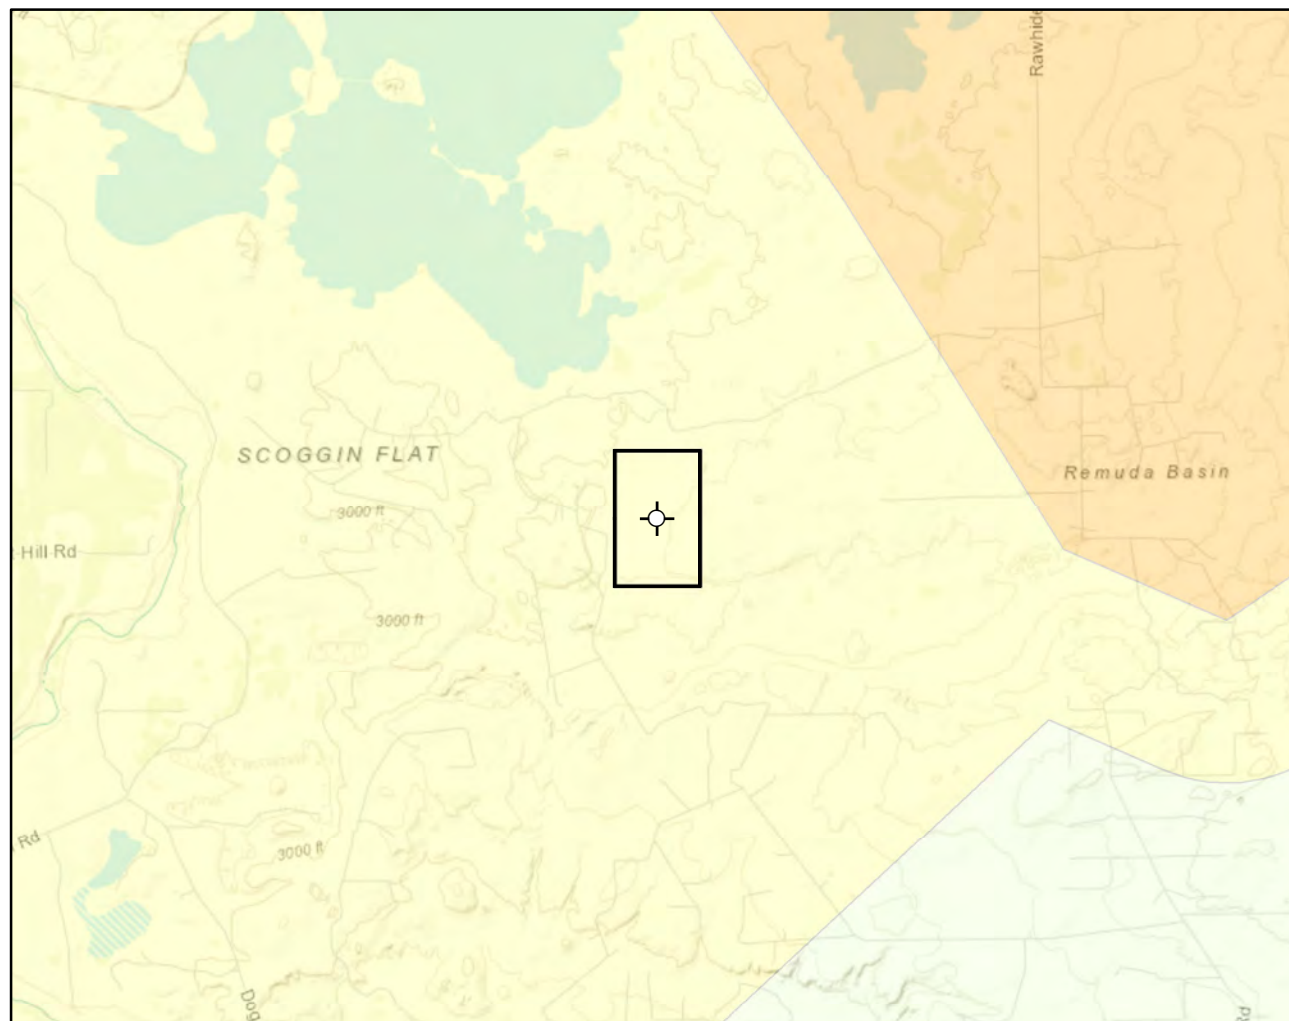 Rawhide
SCOGGIN FLAT
Remuda Basin
3000 ft
Hill Rd
3000 ft
Rd
3000 ft
Dog
Rd